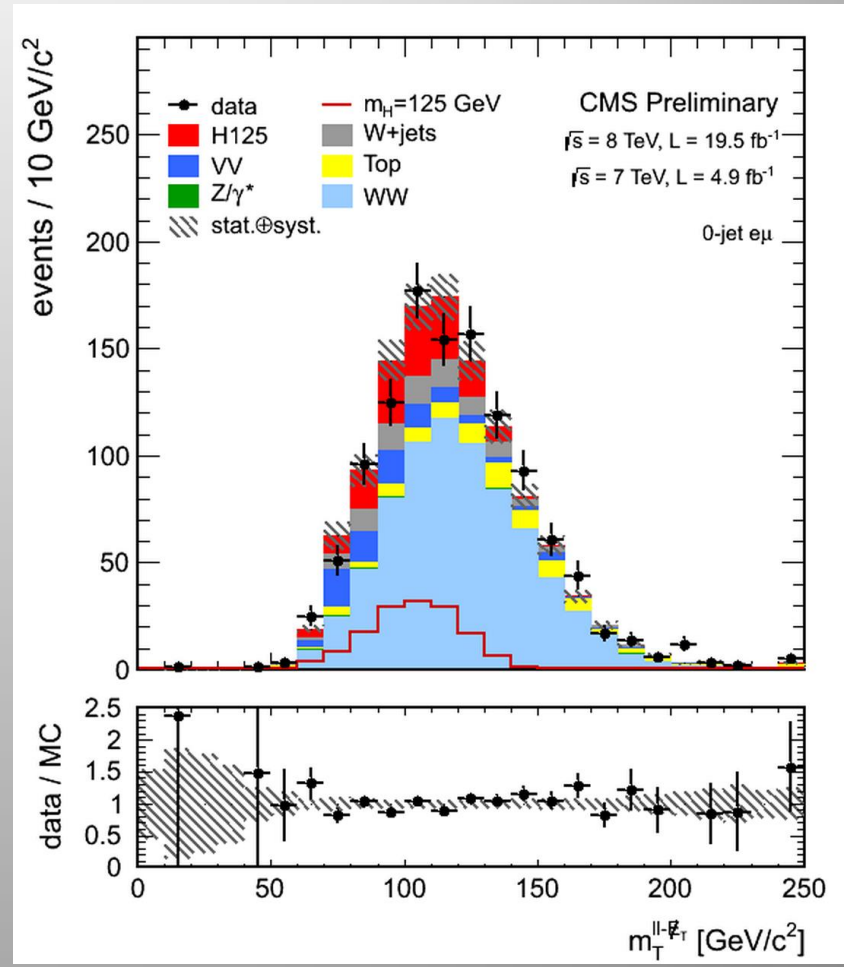 events / 10 GeV/c²
250
200
150
100
50
0
data
H125
VV
Z/γ*
stat.⊕syst.
m_H=125 GeV
W+jets
Top
WW
CMS Preliminary
√s = 8 TeV, L = 19.5 fb⁻¹
√s = 7 TeV, L = 4.9 fb⁻¹
0-jet eμ
data / MC
2.5
2
1.5
1
0.5
0
0 50 100 150 200 250
m_T^{ll-E̸_T} [GeV/c²]